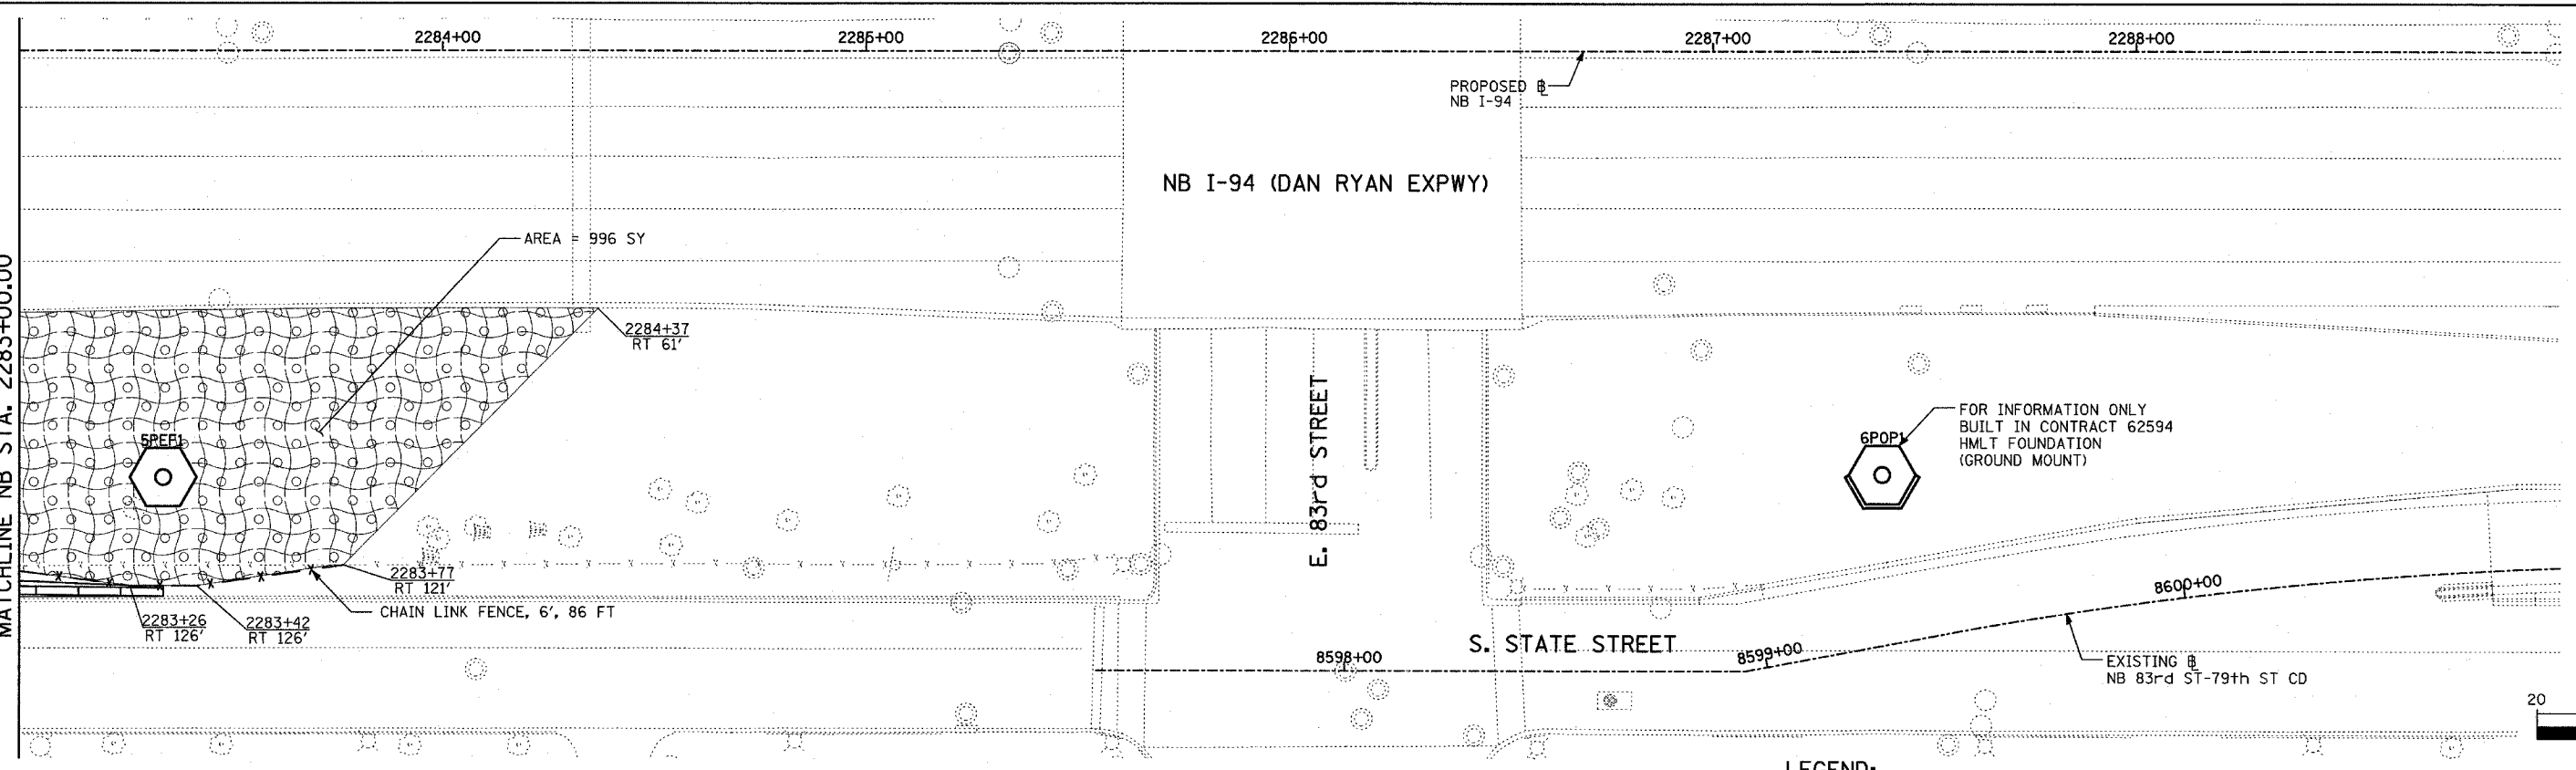 2284+00
2285+00
2286+00
2287+00
2288+00
PROPOSED B
NB I-94
NB I-94 (DAN RYAN EXPWY)
AREA = 996 SY
MATCHLINE NB STA. 2283+00.00
2284+37
RT 61'
5REF1
E. 83rd STREET
6POP1
FOR INFORMATION ONLY
BUILT IN CONTRACT 62594
HMLT FOUNDATION
(GROUND MOUNT)
2283+77
RT 121'
CHAIN LINK FENCE, 6', 86 FT
2283+26
RT 126'
2283+42
RT 126'
8600+00
S. STATE STREET
8598+00
8599+00
EXISTING B
NB 83rd ST-79th ST CD
20
LEGEND: